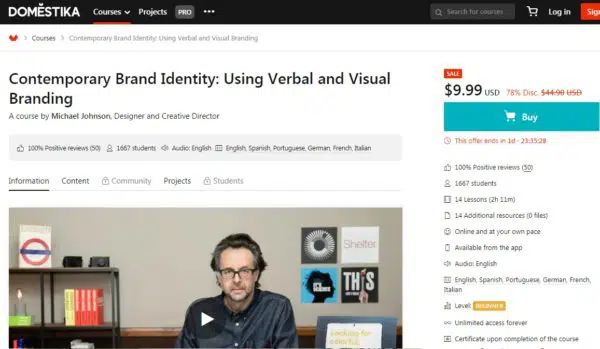 DOMESTIKA
Courses
Projects
PRO
Search for courses
Log in
Sign
Courses
Contemporary Brand Identity: Using Verbal and Visual Branding
Contemporary Brand Identity: Using Verbal and Visual
Branding
A course by Michael Johnson, Designer and Creative Director
100% Positive reviews (50) 1667 students Audio: English English, Spanish, Portuguese, German, French, Italian
Information
Content
Community
Projects
Students
Shelter
TH!S
SALE
$9.99 USD 78% Disc. $44.90 USD
Buy
This offer ends in 1d - 23:35:28
100% Positive reviews (50)
1667 students
14 Lessons (2h 11m)
14 Additional resources (0 files)
Online and at your own pace
Available from the app
Audio: English
English, Spanish, Portuguese, German, French,
Italian
Level: BEGINNER
Unlimited access forever
Certificate upon completion of the course